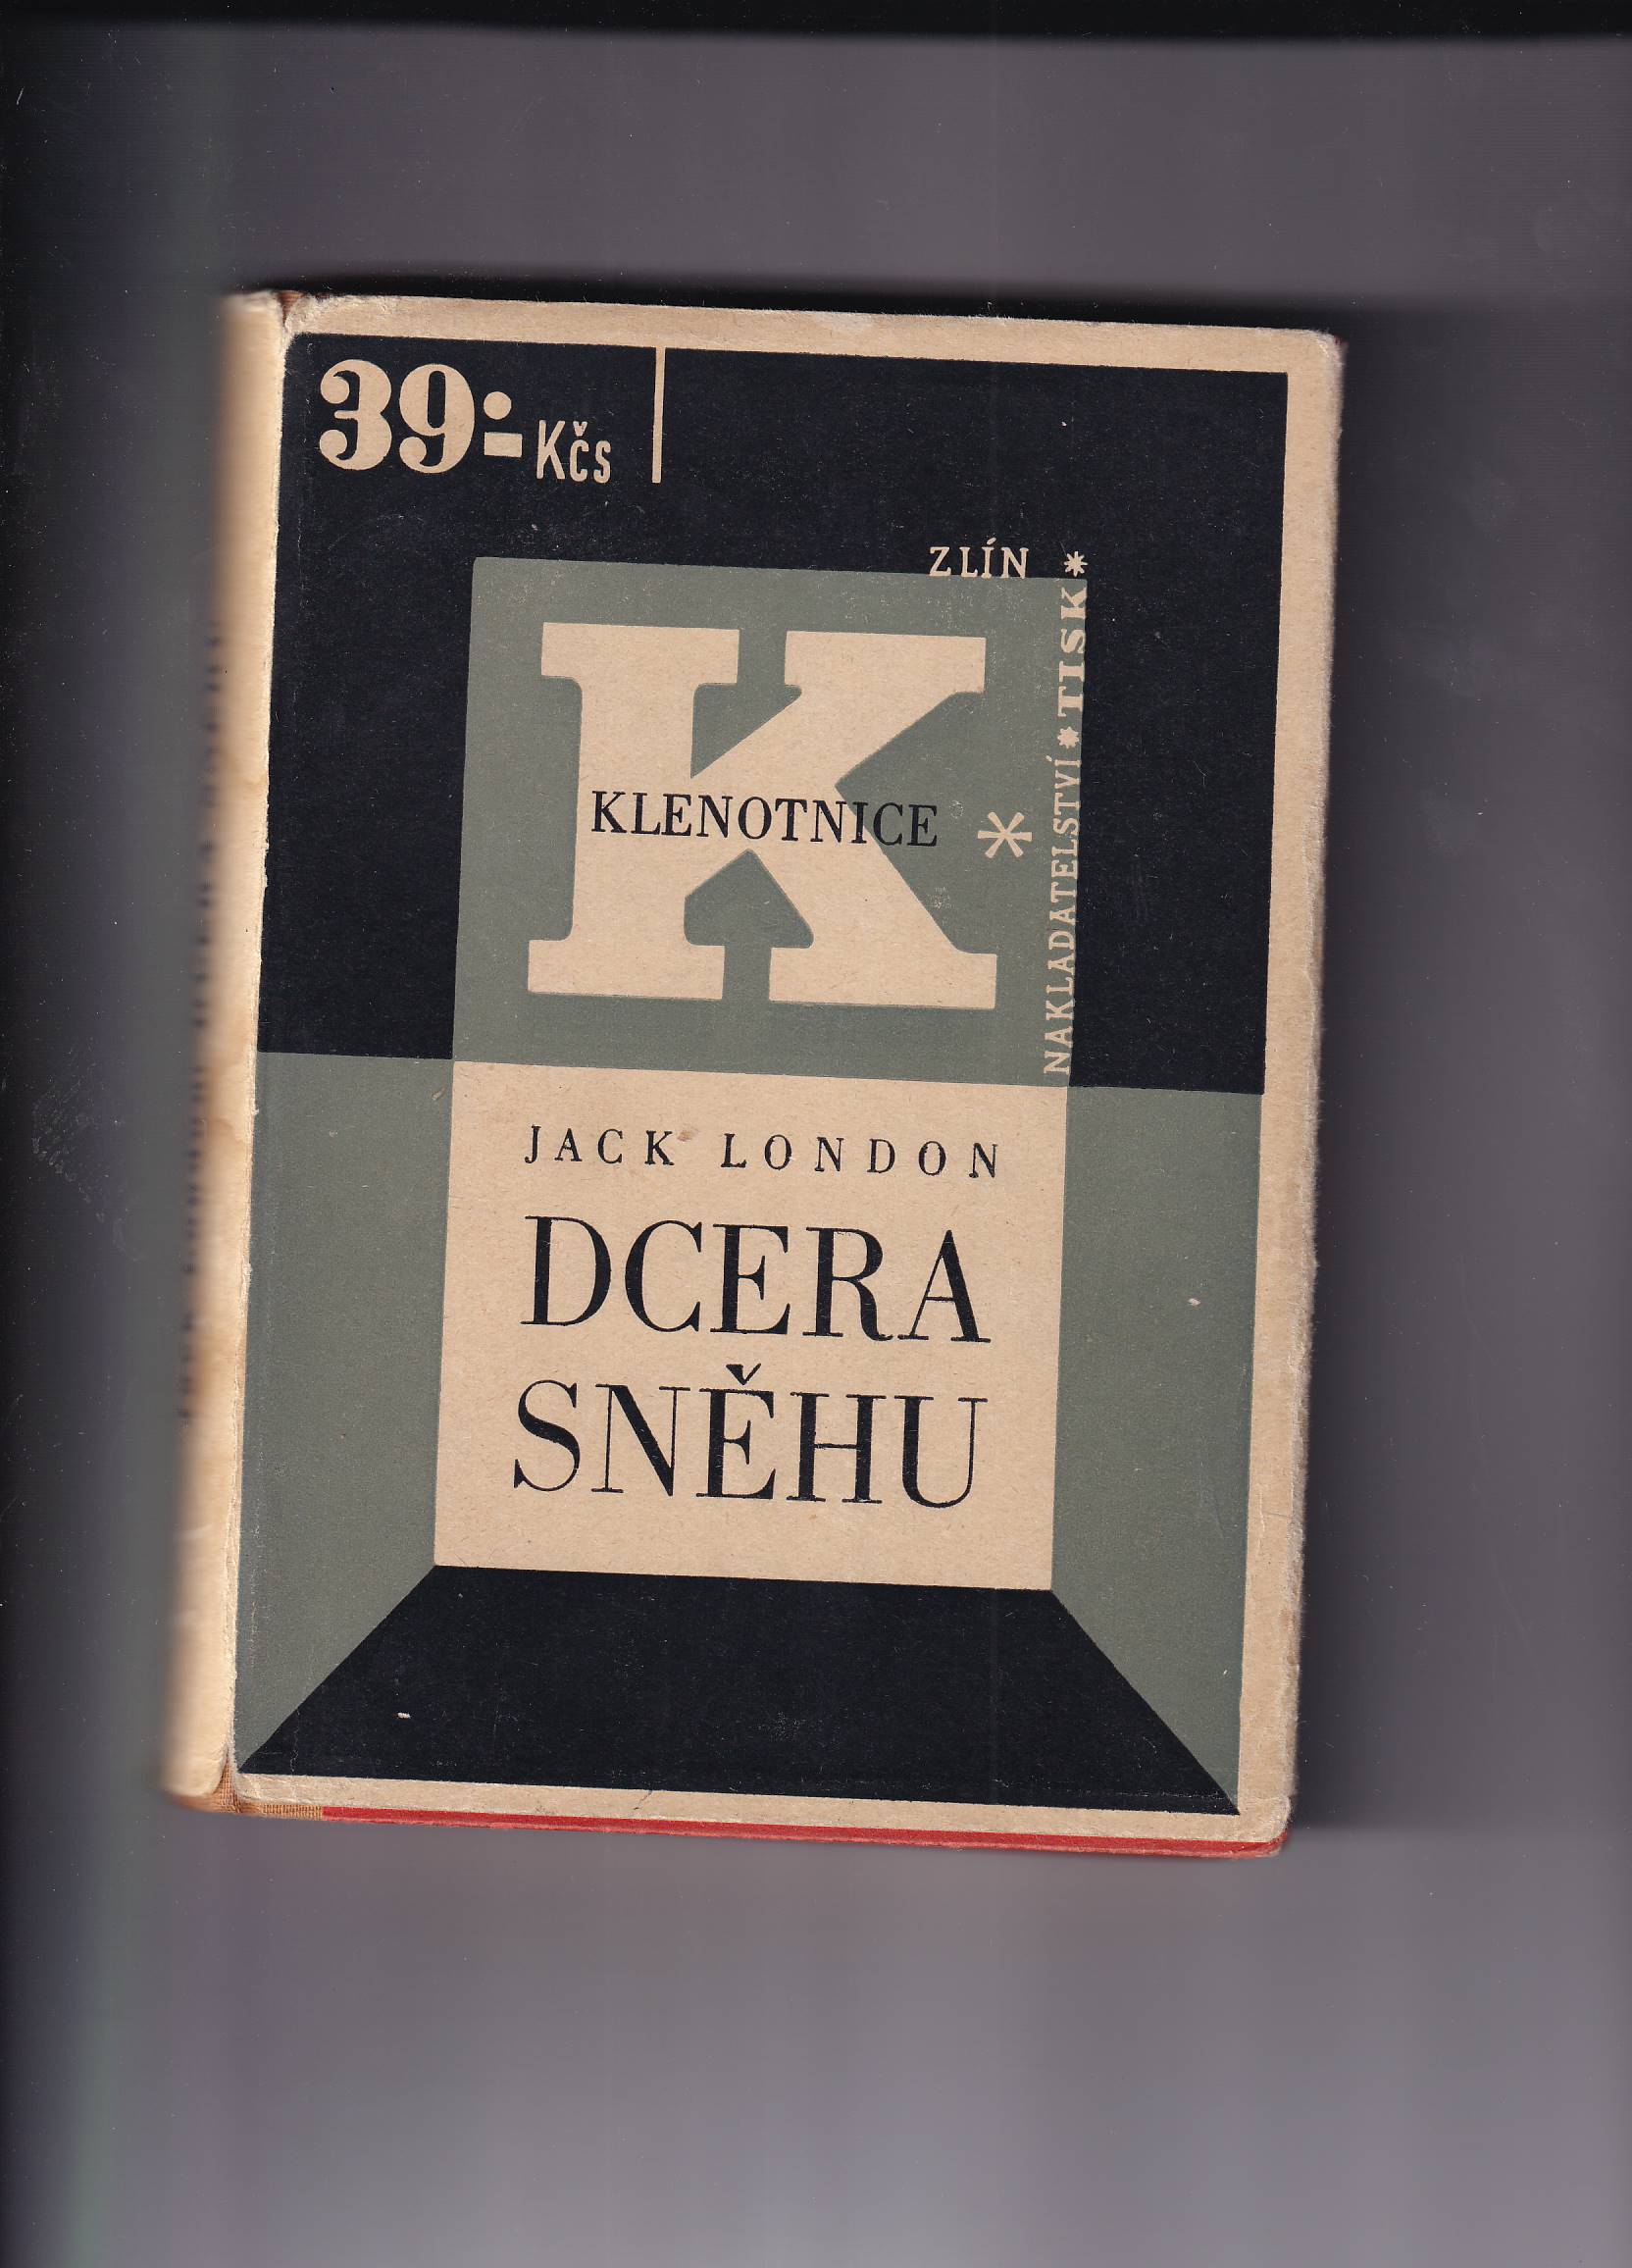 39:- Kčs
ZLÍN *
NAKLADATELSTVÍ * TISK
KLENOTNICE *
JACK LONDON
DCERA
SNĚHU